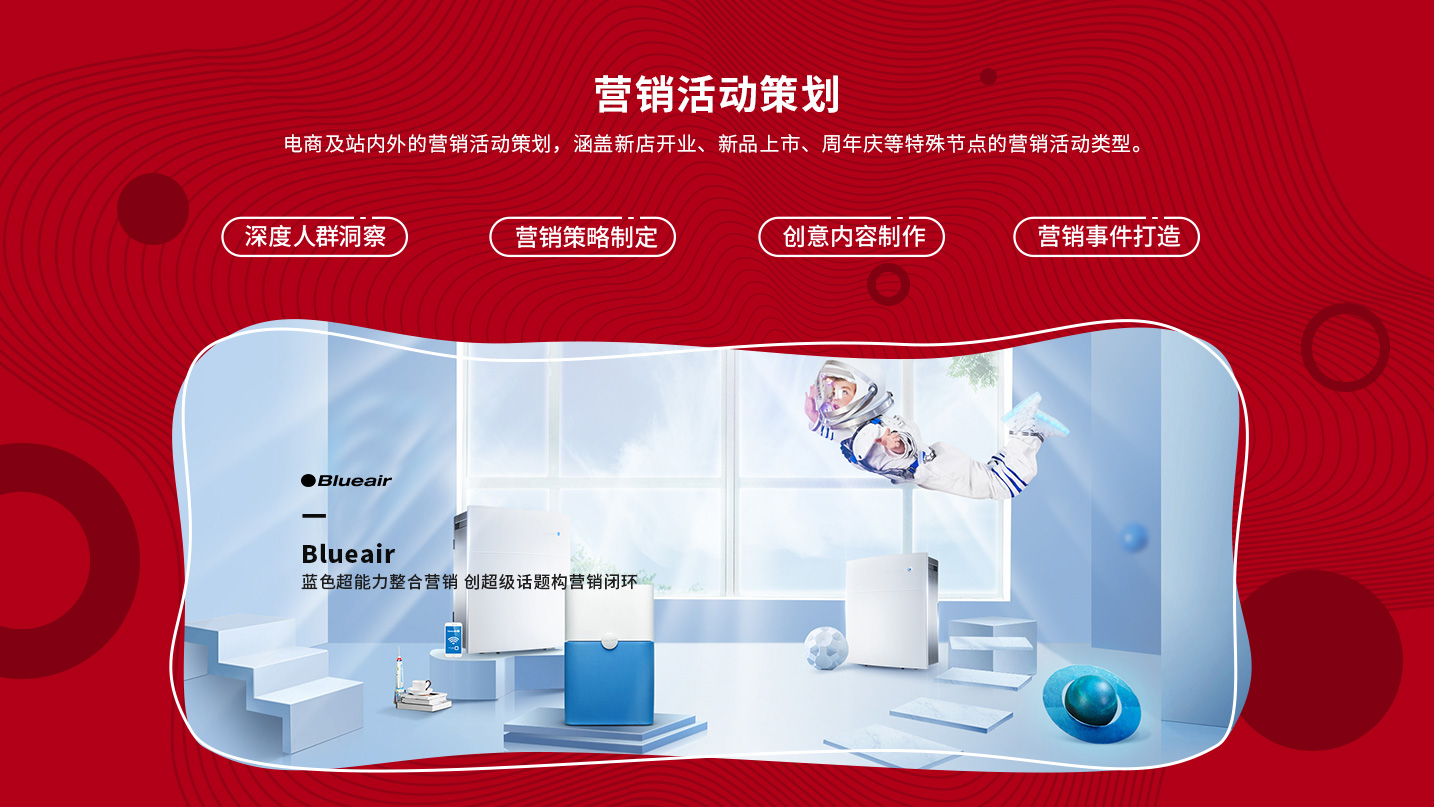 营销活动策划
电商及站内外的营销活动策划，涵盖新店开业、新品上市、周年庆等特殊节点的营销活动类型。
深度人群洞察
营销策略制定
创意内容制作
营销事件打造
Blueair
Blueair
蓝色超能力整合营销 创超级话题构营销闭环